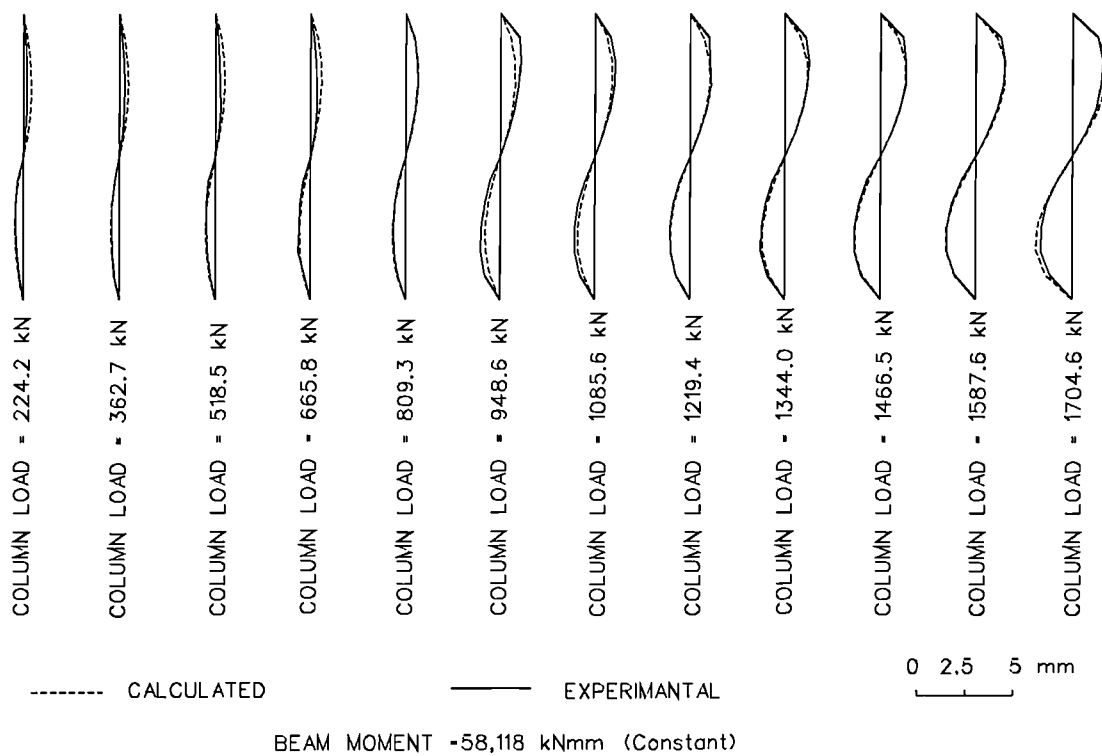 COLUMN LOAD = 224.2 kN
COLUMN LOAD = 362.7 kN
COLUMN LOAD = 518.5 kN
COLUMN LOAD - 665.8 kN
COLUMN LOAD = 809.3 kN
COLUMN LOAD = 948.6 kN
COLUMN LOAD - 1085.6 kN
COLUMN LOAD = 1219.4 kN
COLUMN LOAD - 1344.0 kN
COLUMN LOAD - 1466.5 kN
COLUMN LOAD - 1587.6 kN
COLUMN LOAD = 1704.6 kN
0 2.5 5 mm
CALCULATED
EXPERIMANTAL
BEAM MOMENT -58,118 kNmm (Constant)